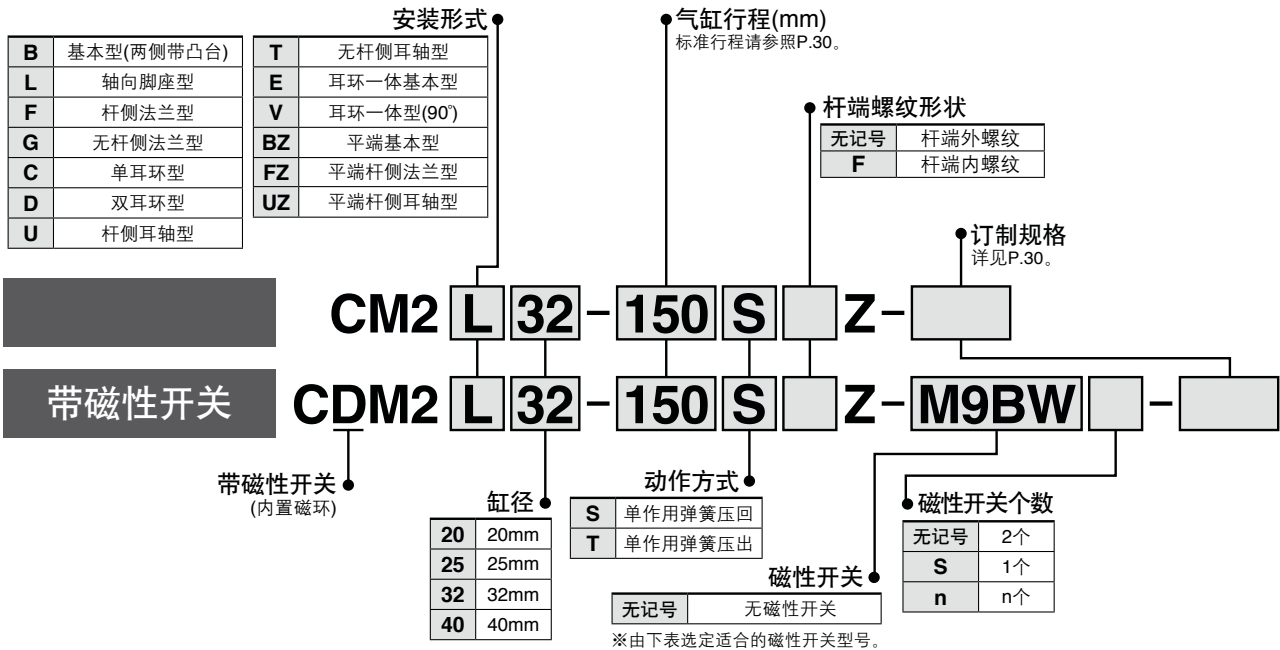 安装形式
B 基本型(两侧带凸台)
L 轴向脚座型
F 杆侧法兰型
G 无杆侧法兰型
C 单耳环型
D 双耳环型
U 杆侧耳轴型
T 无杆侧耳轴型
E 耳环一体基本型
V 耳环一体型(90°)
BZ 平端基本型
FZ 平端杆侧法兰型
UZ 平端杆侧耳轴型
气缸行程(mm)
标准行程请参照P.30。
杆端螺纹形状
无记号 杆端外螺纹
F 杆端内螺纹
订制规格
详见P.30。
CM2 L 32-150 S Z-
带磁性开关 CDM2 L 32-150 S Z-M9BW -
带磁性开关
(内置磁环)
缸径
20 20mm
25 25mm
32 32mm
40 40mm
动作方式
S 单作用弹簧压回
T 单作用弹簧压出
磁性开关
无记号 无磁性开关
※由下表选定适合的磁性开关型号。
磁性开关个数
无记号 2个
S 1个
n n个